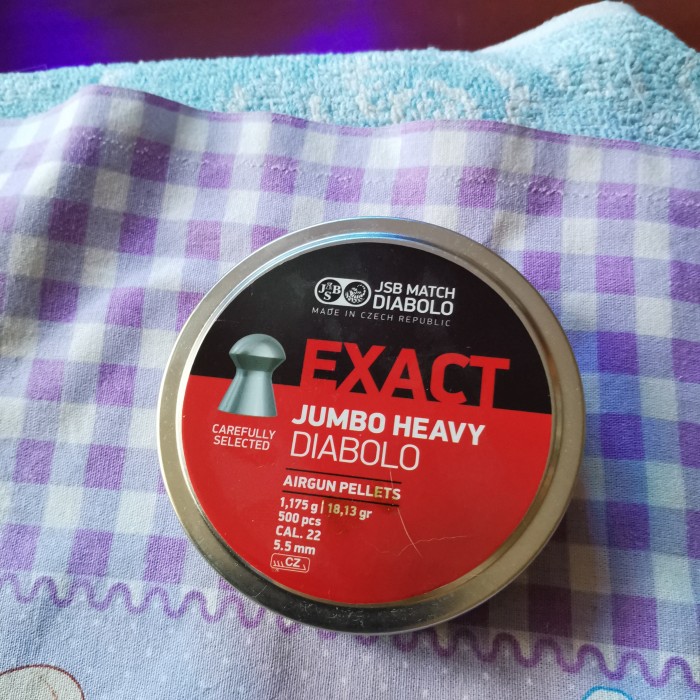 JSB
JSB MATCH
DIABOLO
MADE IN CZECH REPUBLIC
EXACT
JUMBO HEAVY
DIABOLO
CAREFULLY
SELECTED
AIRGUN PELLETS
1,175 g | 18,13 gr
500 pcs
CAL. 22
5.5 mm
CZ